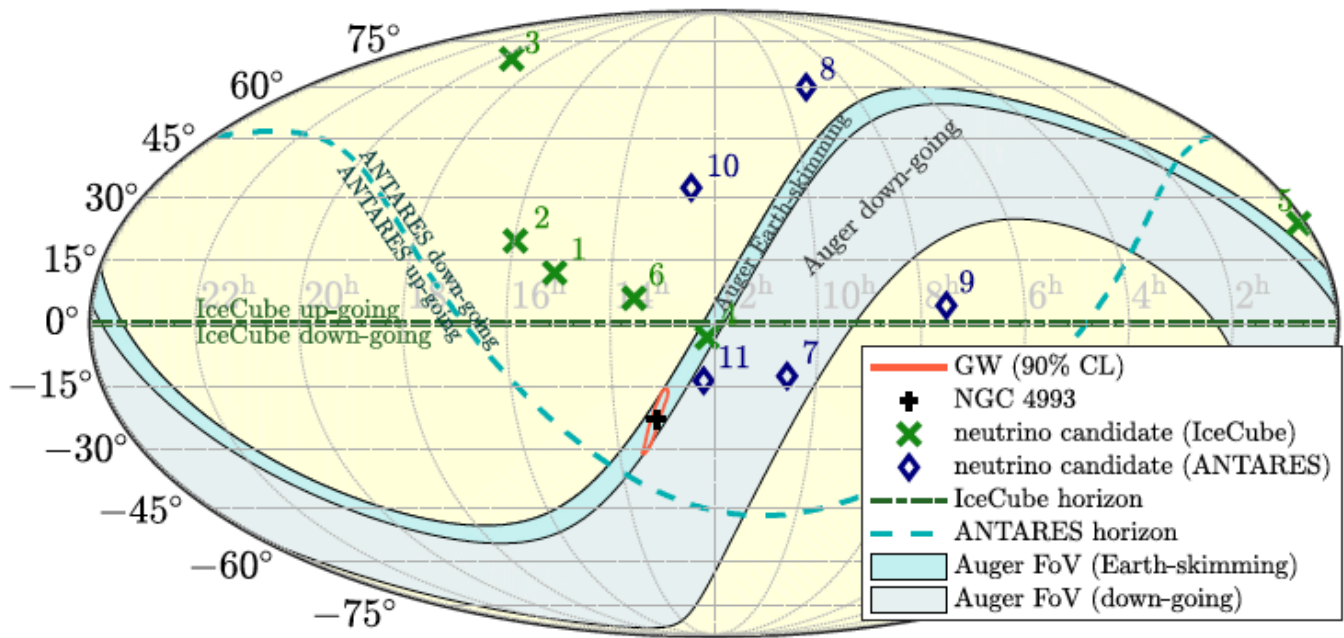 75°
3
60°
8
45°
ANTARES down-going
ANTARES up-going
10
Auger Earth-skimming
Auger down-going
30°
5
2
1
15°
6
22h
20h
18h
16h
14h
12h
10h
8h
6h
4h
2h
9
IceCube up-going
0°
IceCube down-going
11
7
−15°
−30°
−45°
−60°
−75°
GW (90% CL)
NGC 4993
neutrino candidate (IceCube)
neutrino candidate (ANTARES)
IceCube horizon
ANTARES horizon
Auger FoV (Earth-skimming)
Auger FoV (down-going)